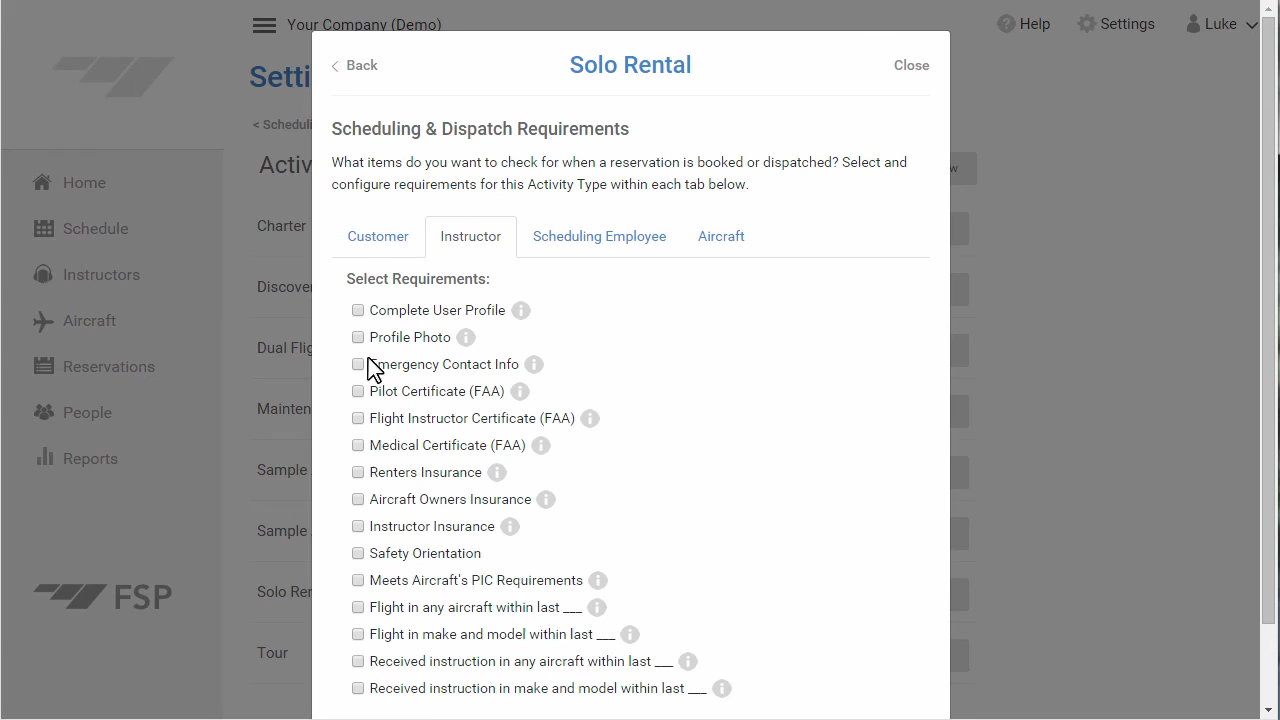 Your Company (Demo)
Help
Settings
Luke
Back
Solo Rental
Close
Setti
< Scheduli
Scheduling & Dispatch Requirements
Activ
What items do you want to check for when a reservation is booked or dispatched? Select and
configure requirements for this Activity Type within each tab below.
w
Home
Schedule
Instructors
Aircraft
Reservations
People
Reports
FSP
Charter
Discove
Dual Flig
Mainten
Sample
Sample
Solo Rer
Tour
Customer
Instructor
Scheduling Employee
Aircraft
Select Requirements:
Complete User Profile
Profile Photo
Emergency Contact Info
Pilot Certificate (FAA)
Flight Instructor Certificate (FAA)
Medical Certificate (FAA)
Renters Insurance
Aircraft Owners Insurance
Instructor Insurance
Safety Orientation
Meets Aircraft's PIC Requirements
Flight in any aircraft within last ___
Flight in make and model within last ___
Received instruction in any aircraft within last ___
Received instruction in make and model within last ___